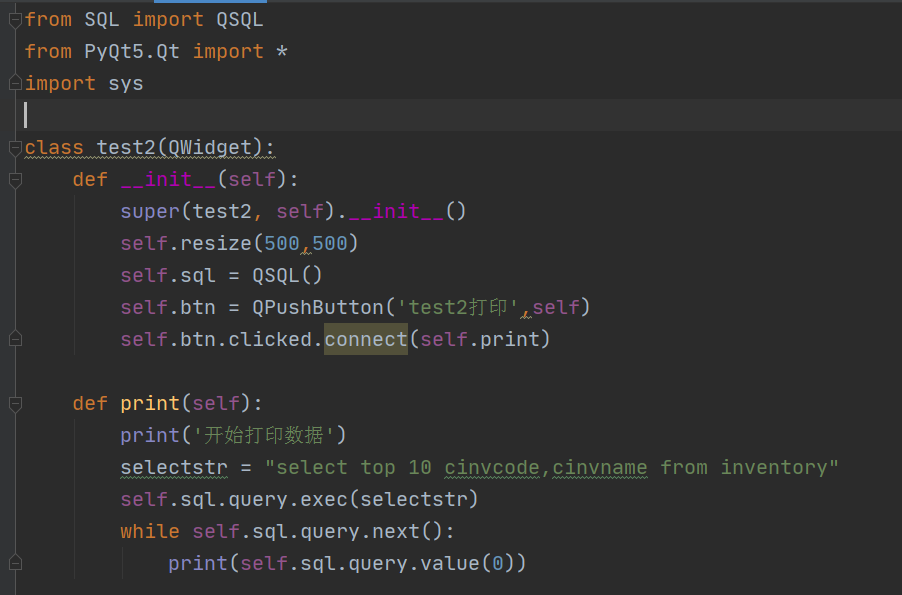 from SQL import QSQL
from PyQt5.Qt import *
import sys
class test2(QWidget):
    def __init__(self):
        super(test2, self).__init__()
        self.resize(500,500)
        self.sql = QSQL()
        self.btn = QPushButton('test2打印',self)
        self.btn.clicked.connect(self.print)
    def print(self):
        print('开始打印数据')
        selectstr = "select top 10 cinvcode,cinvname from inventory"
        self.sql.query.exec(selectstr)
        while self.sql.query.next():
            print(self.sql.query.value(0))